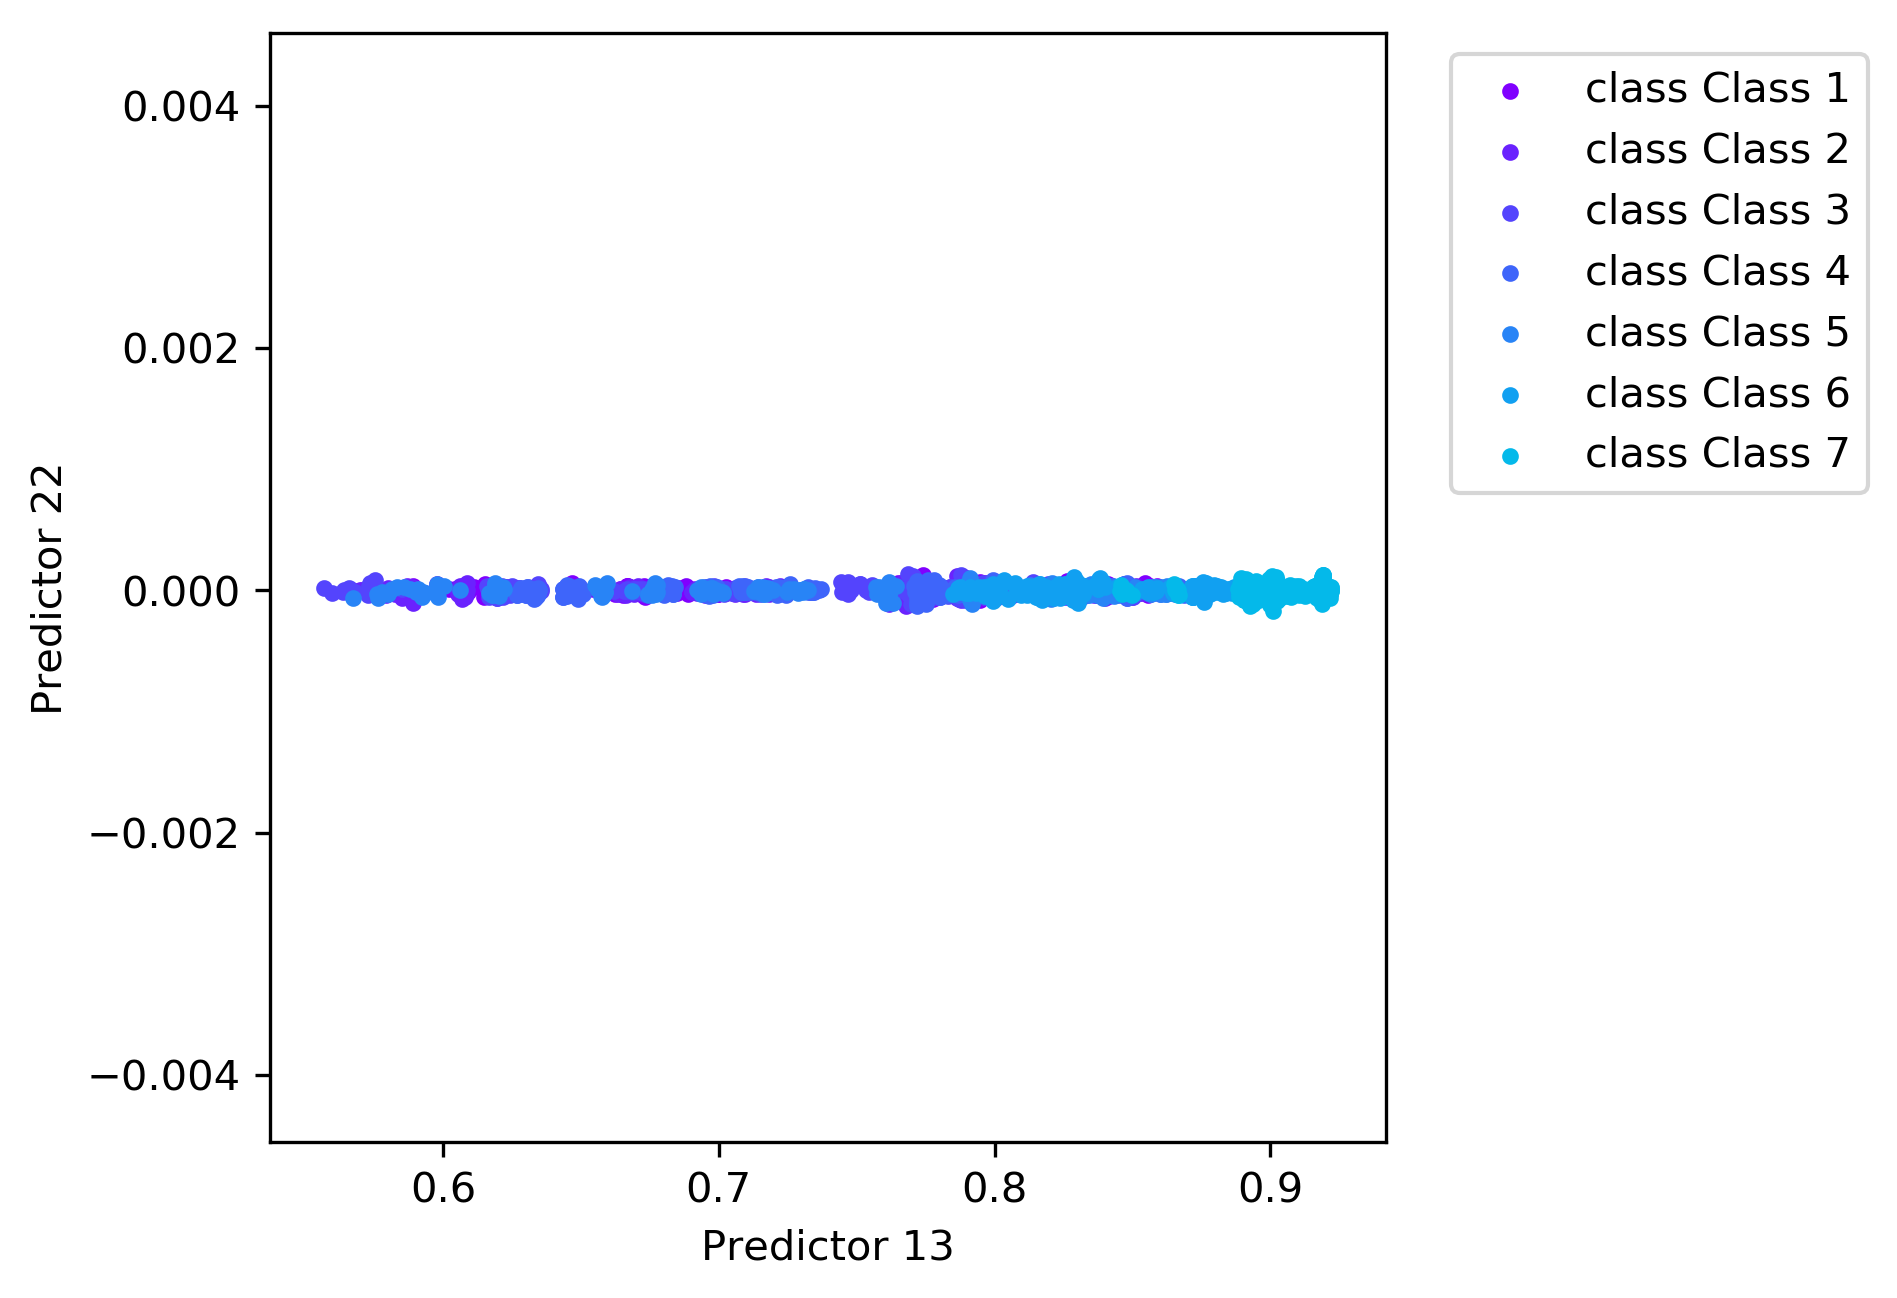 0.004
0.002
0.000
−0.002
−0.004
Predictor 22
0.6
0.7
0.8
0.9
Predictor 13
class Class 1
class Class 2
class Class 3
class Class 4
class Class 5
class Class 6
class Class 7